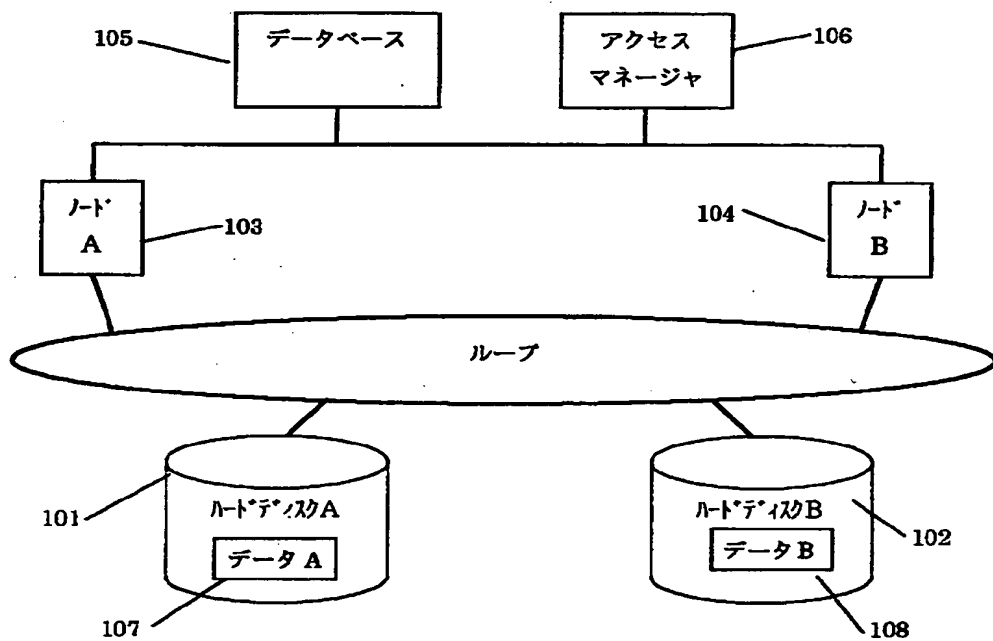 105
データベース
アクセス
マネージャ
106
ﾉｰﾄﾞ
A
103
104
ﾉｰﾄﾞ
B
ループ
101
ﾊｰﾄﾞﾃﾞｨｽｸA
データA
107
ﾊｰﾄﾞﾃﾞｨｽｸB
データB
102
108